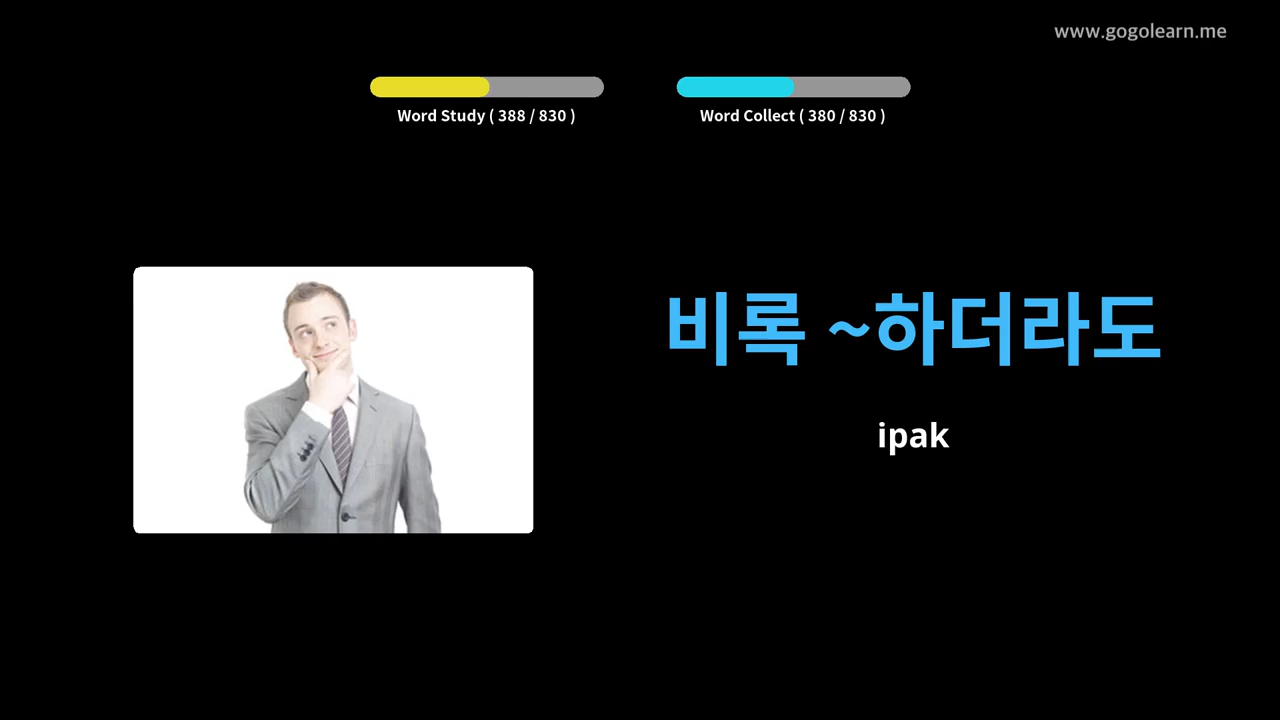 www.gogolearn.me
Word Study ( 388 / 830 )
Word Collect ( 380 / 830 )
비록 ~하더라도
ipak